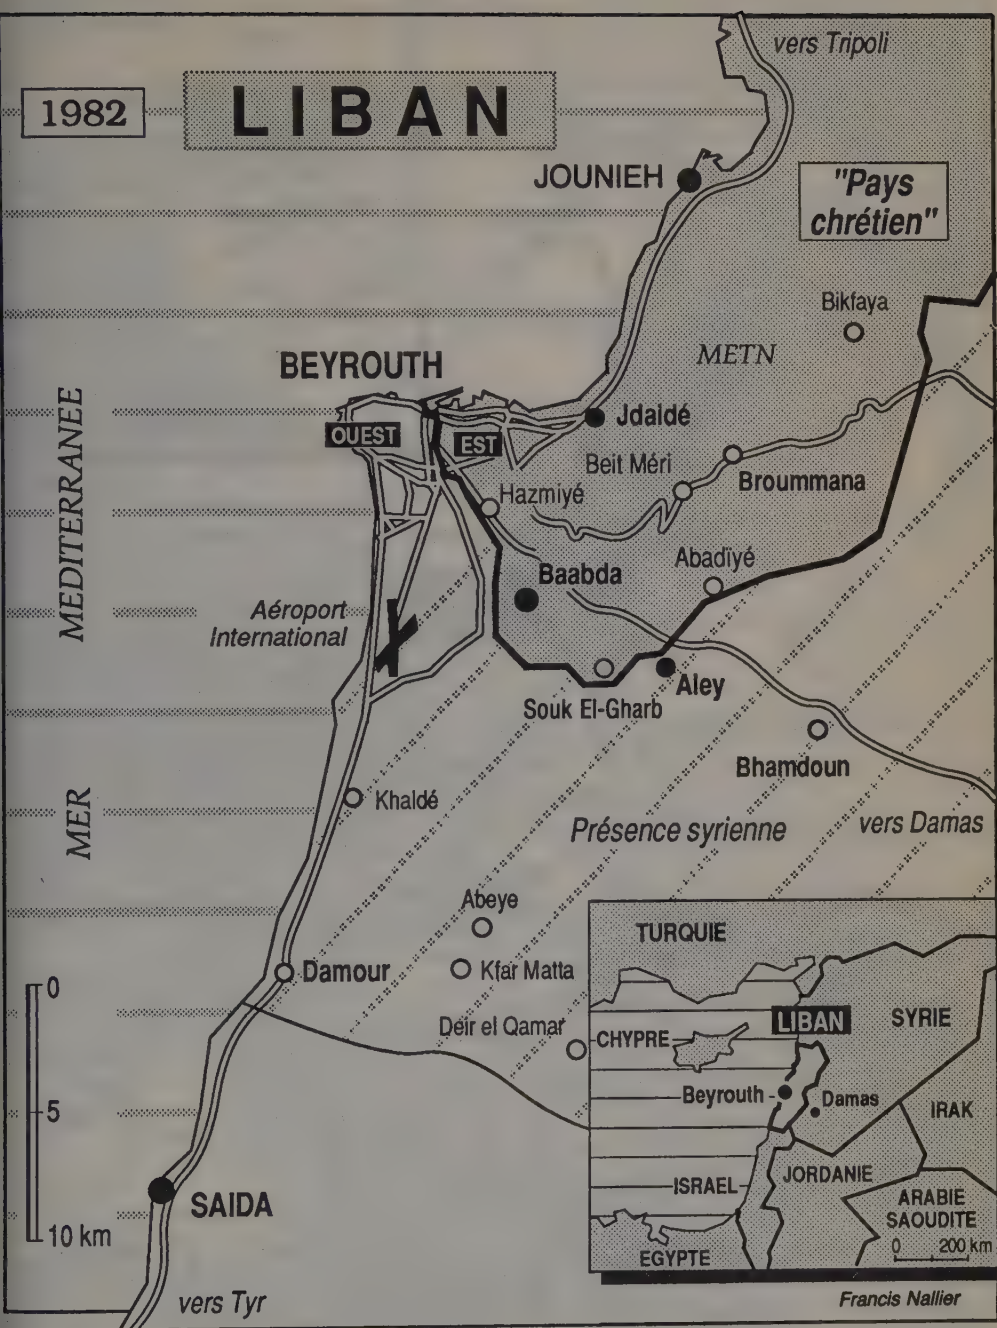 vers Tripoli
1982
LIBAN
JOUNIEH
"Pays
chrétien"
Bikfaya
METN
BEYROUTH
MER MEDITERRANEE
OUEST
EST
Jdaïdé
Beit Méri
Broummana
Hazmiyé
Abadïyé
Baabda
Aéroport
International
Aley
Souk El-Gharb
Bhamdoun
Khaldé
Présence syrienne
vers Damas
Abeye
Damour
Kfar Matta
Deir el Qamar
0
5
10 km
SAIDA
vers Tyr
TURQUIE
LIBAN
SYRIE
CHYPRE
Beyrouth
Damas
IRAK
ISRAEL
JORDANIE
ARABIE
SAOUDITE
0 200 km
EGYPTE
Francis Nallier